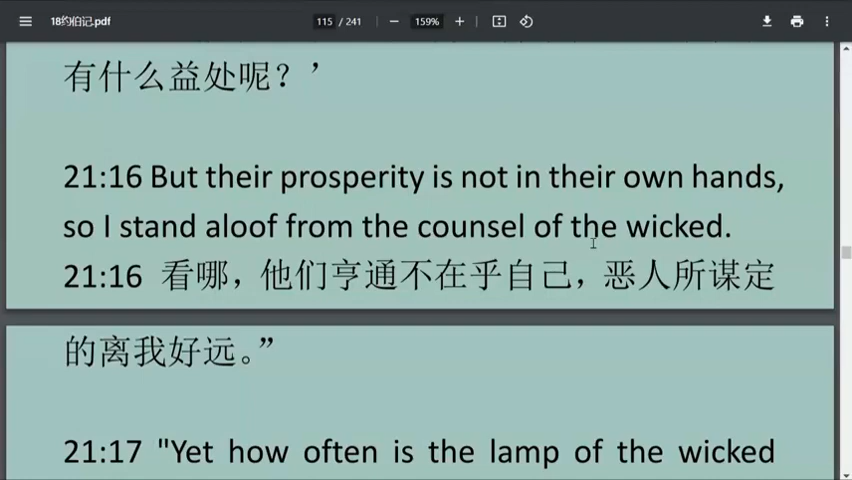 18约伯记.pdf
115 / 241
159%
有什么益处呢？’
21:16 But their prosperity is not in their own hands,
so I stand aloof from the counsel of the wicked.
21:16 看哪，他们亨通不在乎自己，恶人所谋定
的离我好远。”
21:17 "Yet how often is the lamp of the wicked